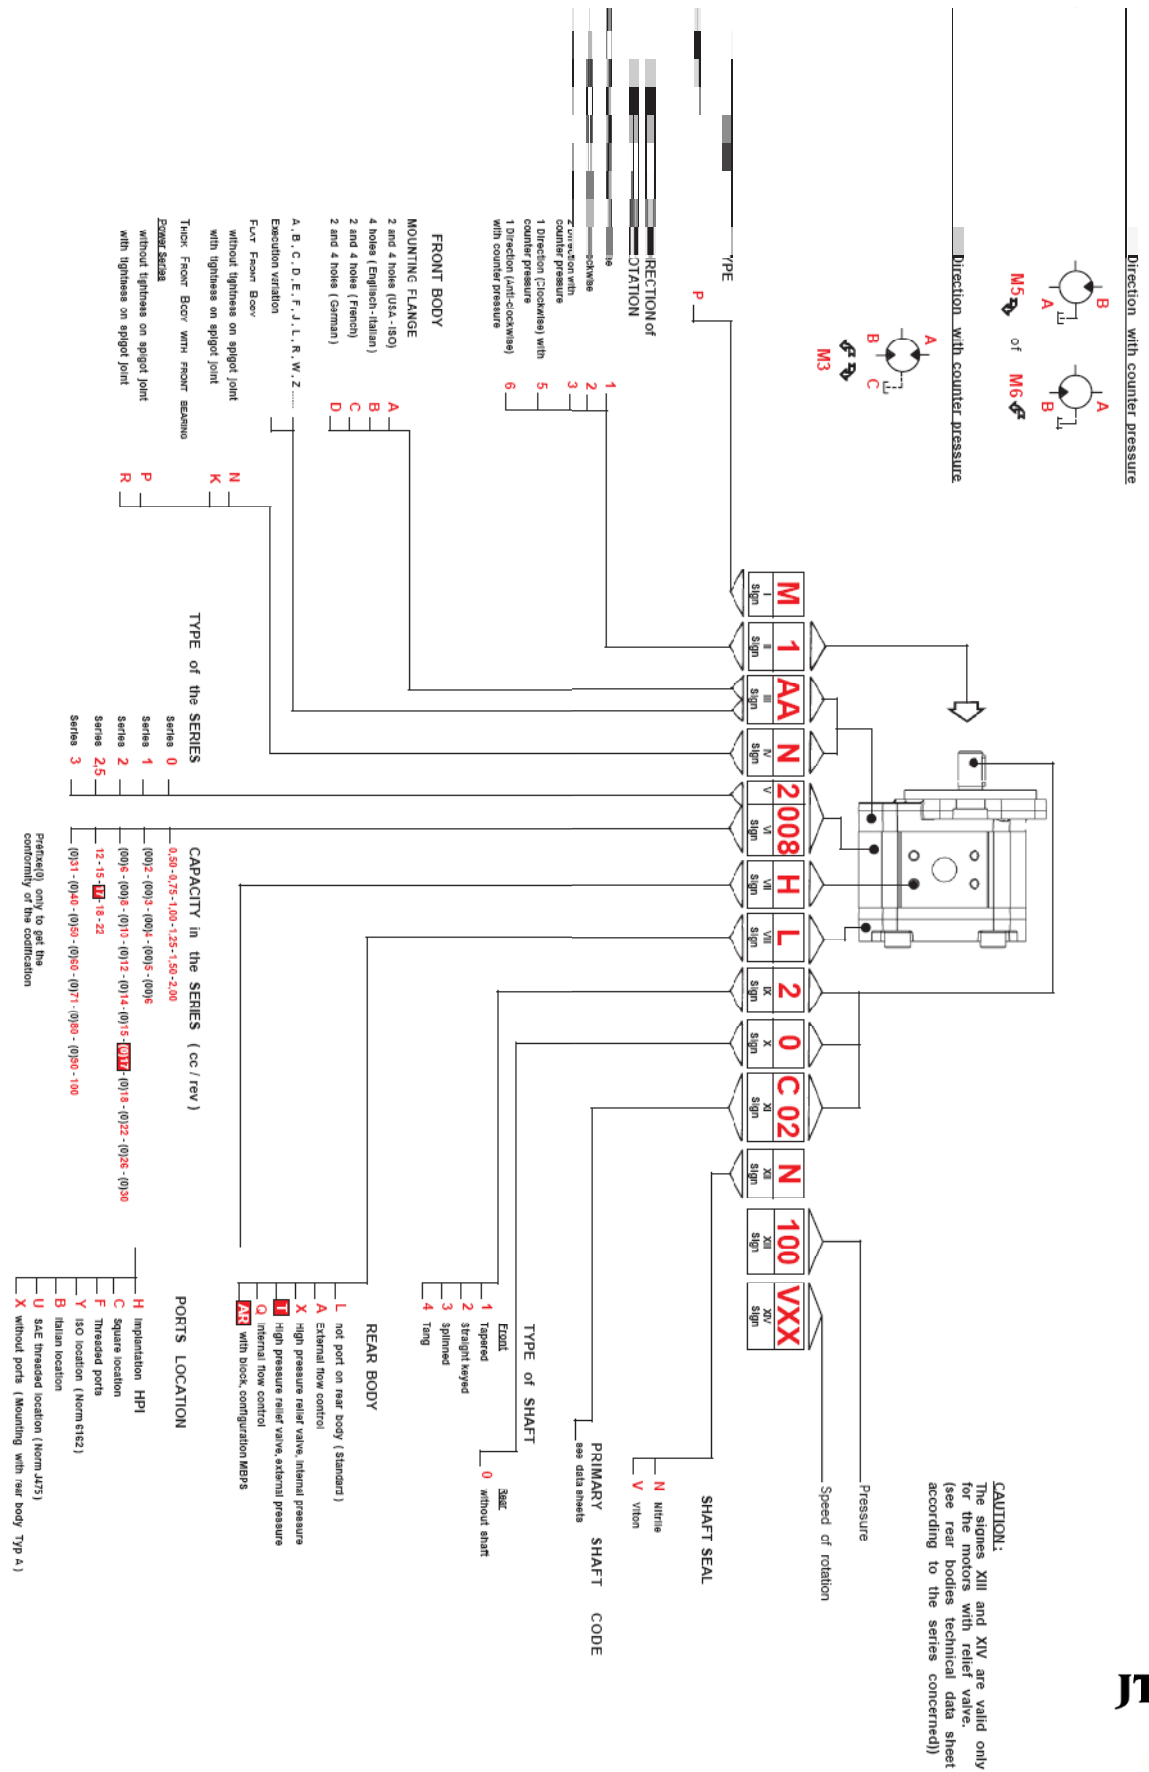 Direction with counter pressure
B
A
M5
of
A
B
M6
Direction with counter pressure
A
B
C
M3
JT
CAUTION:
The signes XIII and XIV are valid only
for the motors with relief valve.
(see rear bodies technical data sheet
according to the series concerned))
Pressure
Speed of rotation
M 1 AA N 2 008 H L 2 0 C 02 N 100 VXX
I II III IV V VI VII VIII IX X XI XII XIII XIV
Sign Sign Sign Sign Sign Sign Sign Sign Sign Sign Sign Sign Sign
YPE
P
RECTION of
OTATION
1
ockwise 2
2 Direction with
counter pressure 3
1 Direction (Clockwise) with
counter pressure 5
1 Direction (Anti-clockwise)
with counter pressure 6
FRONT BODY
MOUNTING FLANGE
2 and 4 holes (USA - ISO) A
4 holes ( Englisch - Italian ) B
2 and 4 holes ( French) C
2 and 4 holes ( German ) D
A , B , C , D , E , F , J , L , R , W , Z ......
Execution variation
FLAT FRONT BODY
without tightness on spigot joint N
with tightness on spigot joint K
THICK FRONT BODY WITH FRONT BEARING
Power Series
without tightness on spigot joint P
with tightness on spigot joint R
TYPE of the SERIES
Series 0
Series 1
Series 2
Series 2,5
Series 3
CAPACITY in the SERIES ( cc / rev )
0,50 - 0,75 - 1,00 - 1,25 - 1,50 - 2,00
(00)2 - (00)3 - (00)4 - (00)5 - (00)6
(00)6 - (00)8 - (0)10 - (0)12 - (0)14 - (0)15 - (0)17 - (0)18 - (0)22 - (0)26 - (0)30
12 - 15 - 17 - 18 - 22
(0)31 - (0)40 - (0)50 - (0)60 - (0)71 - (0)80 - (0)90 - 100
Prefixe(0) only to get the
conformity of the codification
PORTS LOCATION
H Implantation HPI
C Square location
F Threaded ports
Y ISO location ( Norm 6162 )
B Italian location
U SAE threaded location ( Norm J475)
X without ports ( Mounting with rear body Typ A )
REAR BODY
L not port on rear body ( Standard )
A External flow control
X High pressure relief valve, internal pressure
T High pressure relief valve, external pressure
Q Internal flow control
AR with block, configuration MBPS
TYPE of SHAFT
Front
1 Tapered
2 Straight keyed
3 Splinned
4 Tang
Rear
0 without shaft
PRIMARY SHAFT CODE
see data sheets
SHAFT SEAL
N Nitrile
V Viton